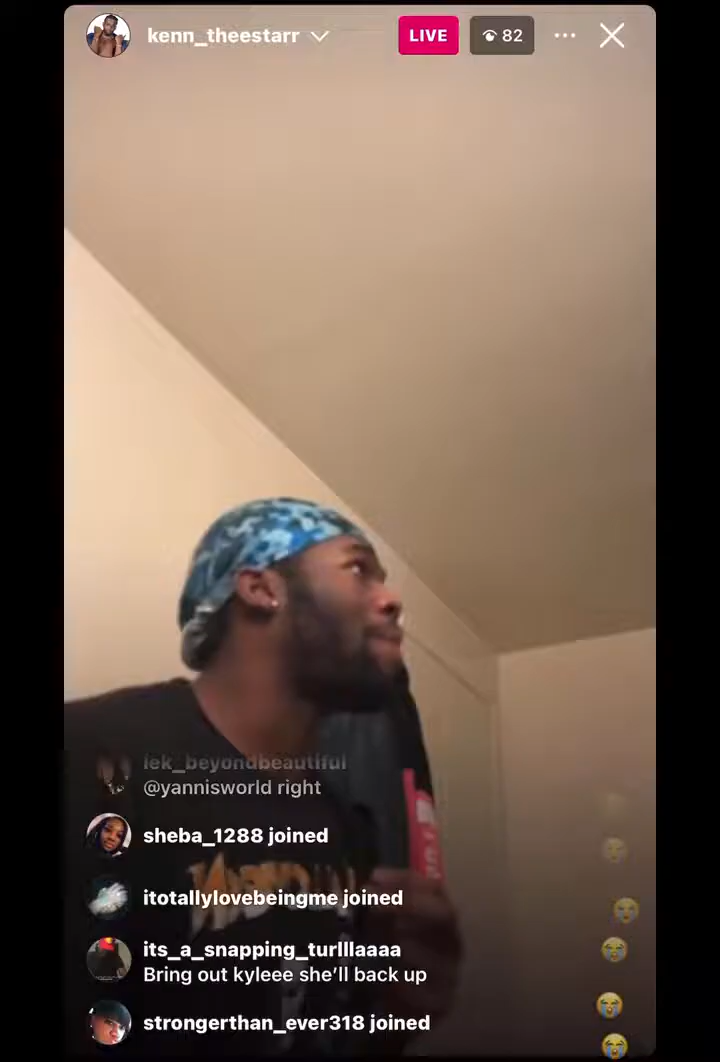 kenn_theestarr
LIVE
82
iek_beyondbeautiful
@yannisworld right
sheba_1288 joined
itotallylovebeingme joined
its_a_snapping_turlllaaaa
Bring out kyleee she'll back up
strongerthan_ever318 joined